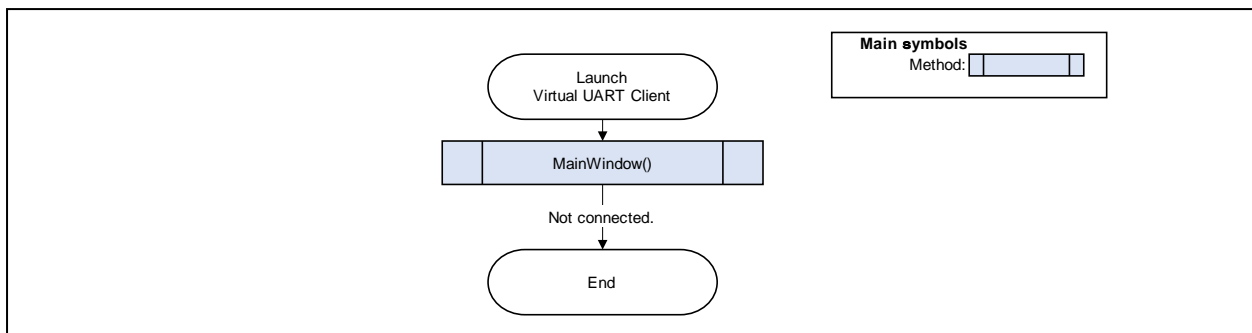 Main symbols
Method:
Launch
Virtual UART Client
MainWindow()
Not connected.
End